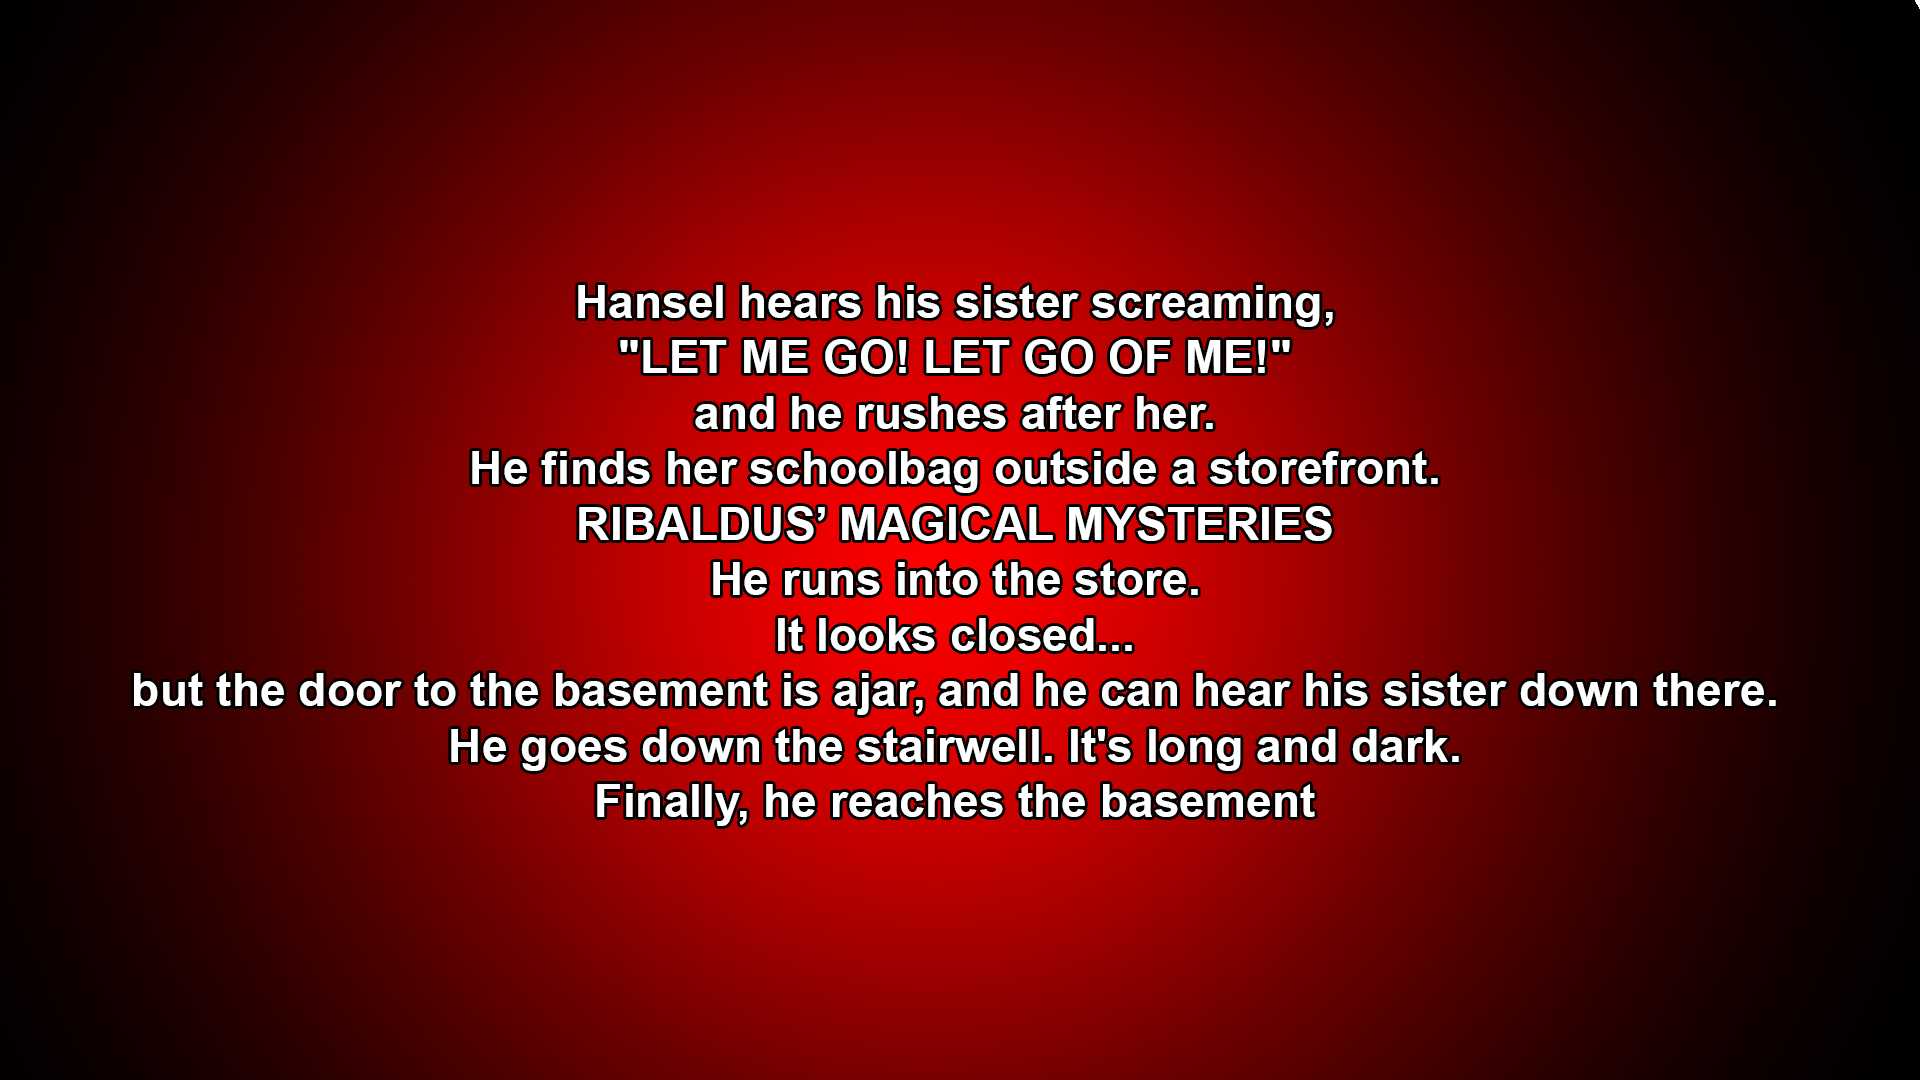 Hansel hears his sister screaming,
"LET ME GO! LET GO OF ME!"
and he rushes after her.
He finds her schoolbag outside a storefront.
RIBALDUS’ MAGICAL MYSTERIES
He runs into the store.
It looks closed...
but the door to the basement is ajar, and he can hear his sister down there.
He goes down the stairwell. It's long and dark.
Finally, he reaches the basement